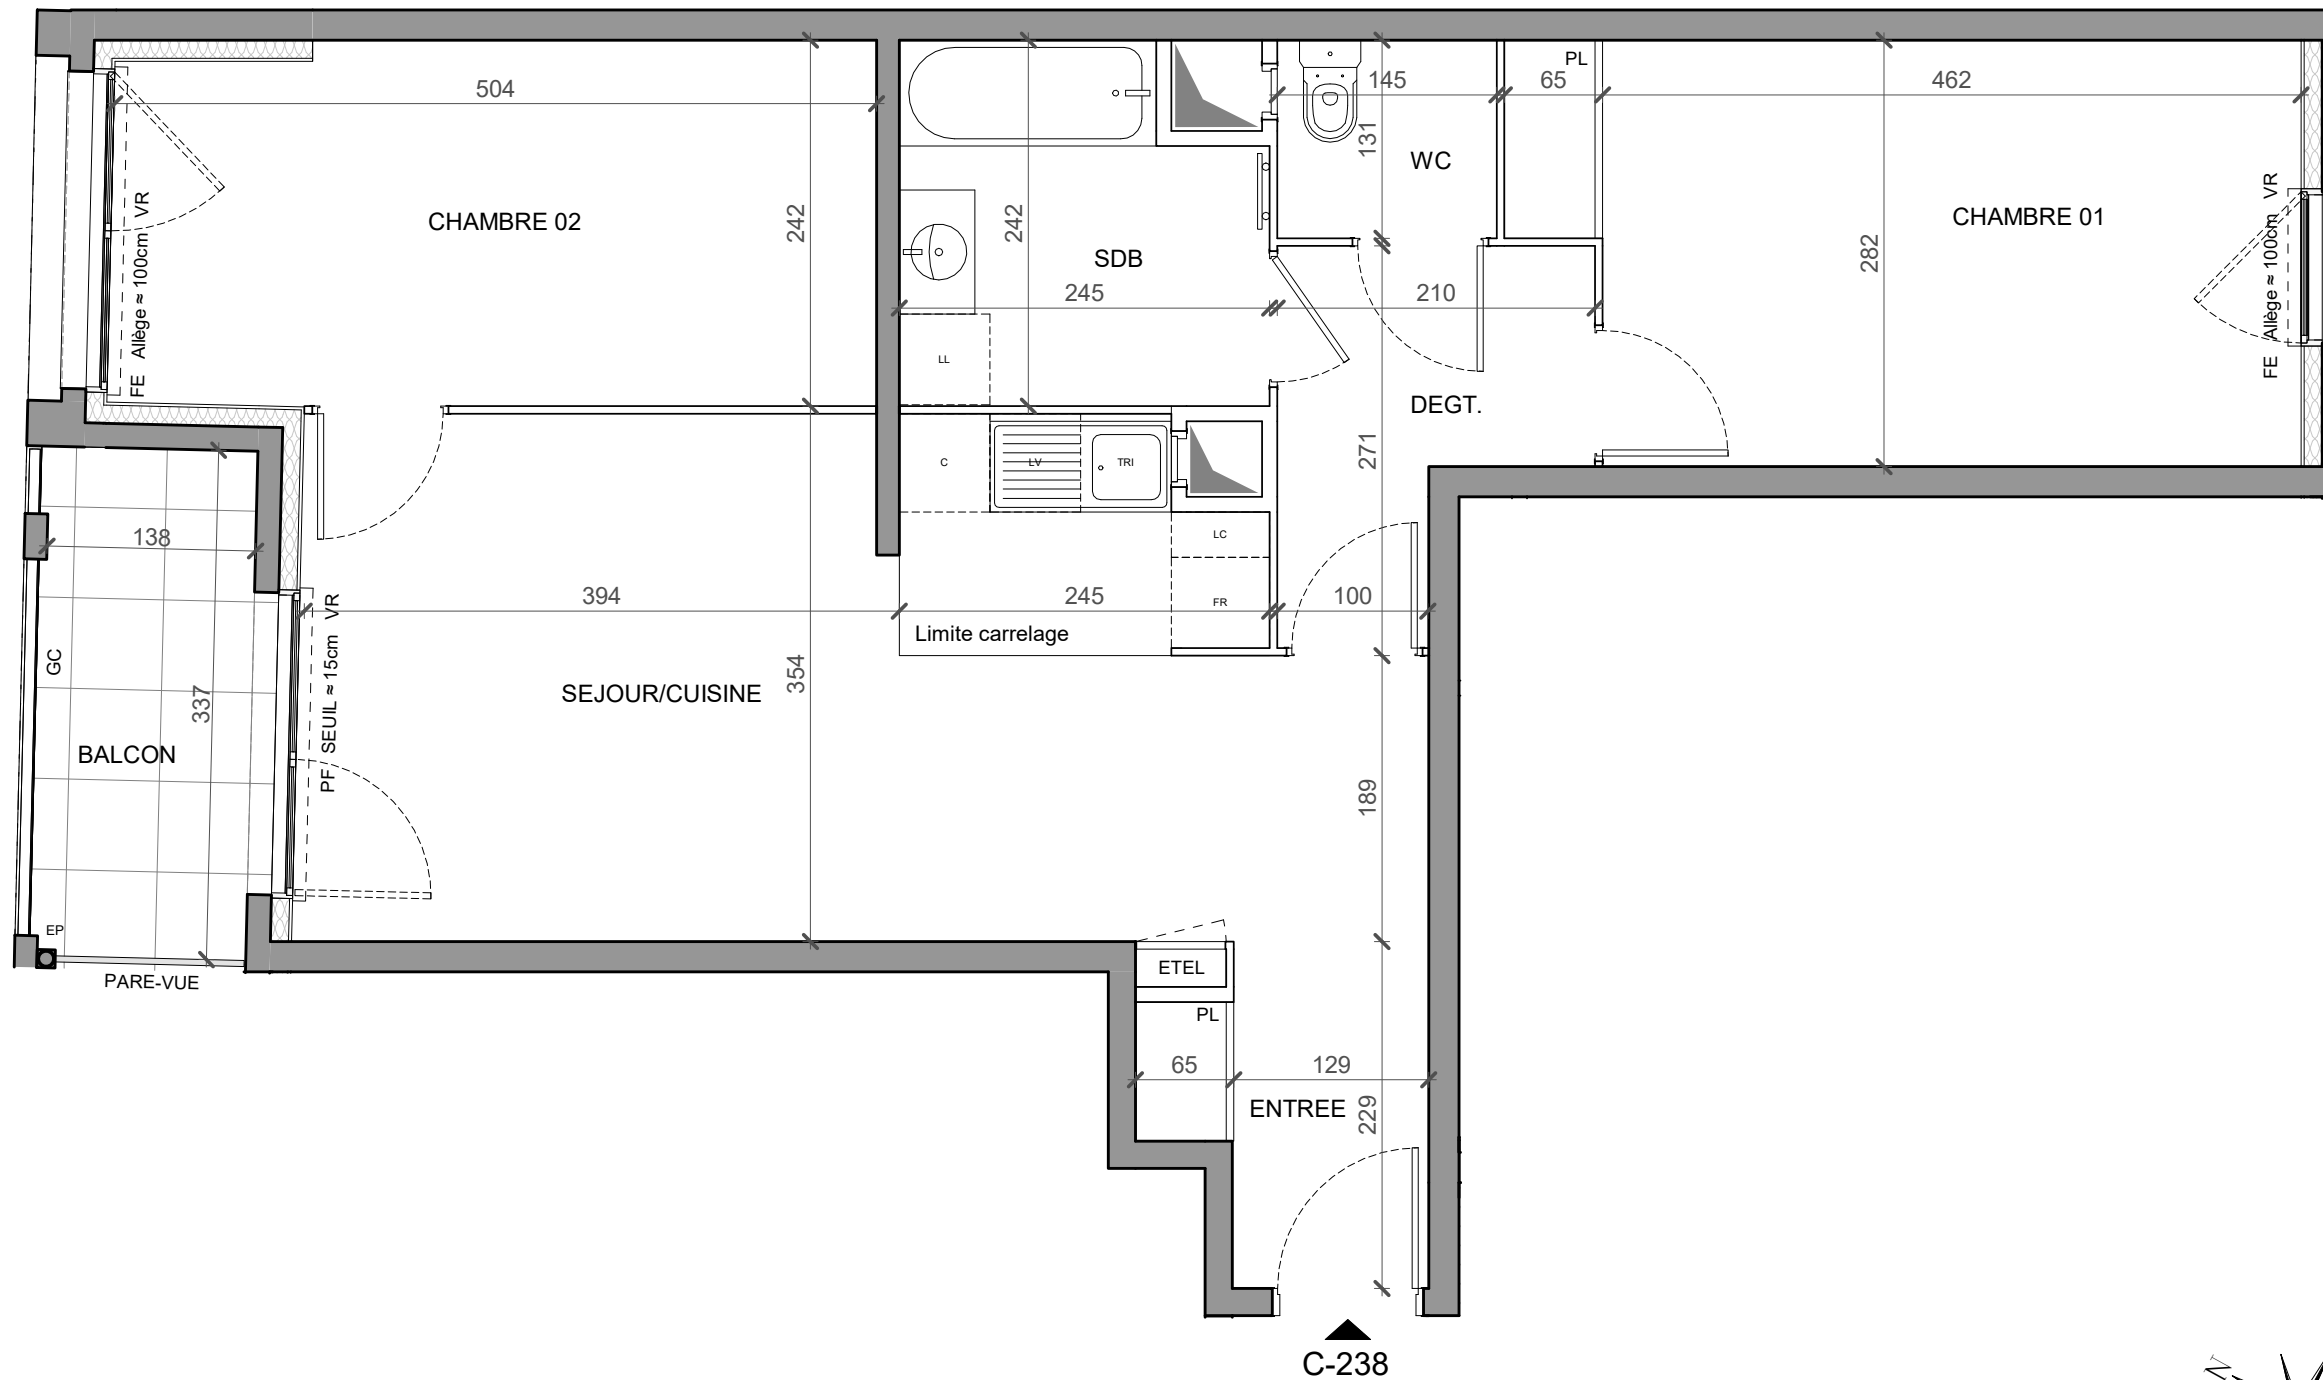 PL
504
145
65
462
131
WC
CHAMBRE 02
242
242
SDB
CHAMBRE 01
282
FE Allège ≈ 100cm VR
FE Allège ≈ 100cm VR
245
210
LL
DEGT.
271
C
LV
TRI
138
LC
394
245
FR
100
Limite carrelage
GC
337
PF SEUIL ≈ 15cm VR
354
SEJOUR/CUISINE
BALCON
189
EP
PARE-VUE
ETEL
PL
65
129
ENTREE
229
C-238
N